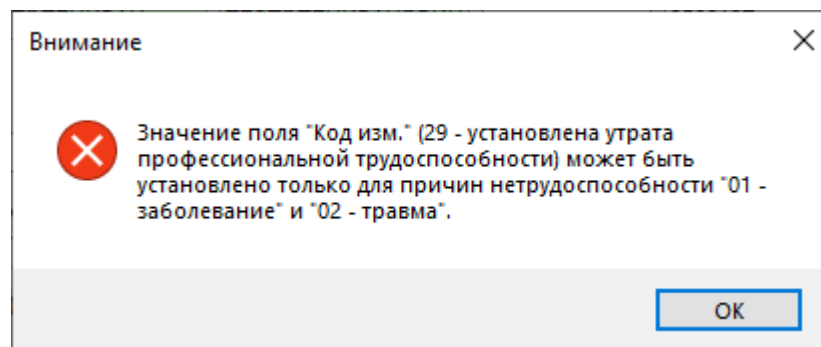 Внимание
Значение поля "Код изм." (29 - установлена утрата
профессиональной трудоспособности) может быть
установлено только для причин нетрудоспособности "01 -
заболевание" и "02 - травма".
ОК